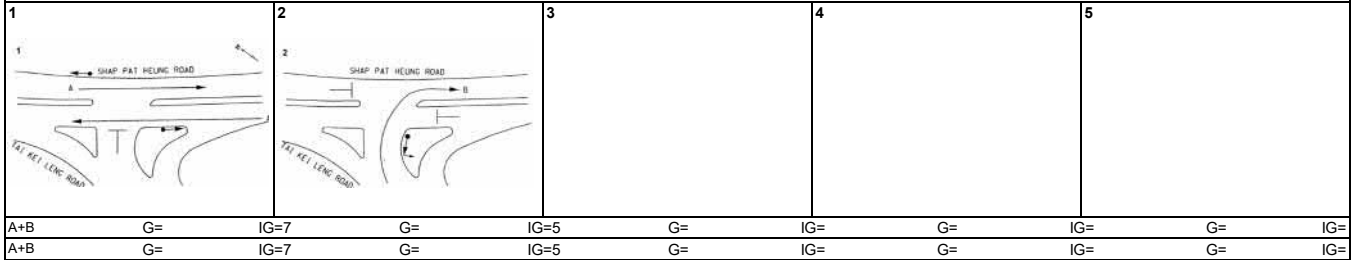 1 2 3 4 5
1
SHAP PAT HEUNG ROAD
A
TAI KEI LENG ROAD
2
SHAP PAT HEUNG ROAD
B
TAI KEI LENG ROAD
A+B G= IG=7 G= IG=5 G= IG= G= IG= G= IG=
A+B G= IG=7 G= IG=5 G= IG= G= IG= G= IG=